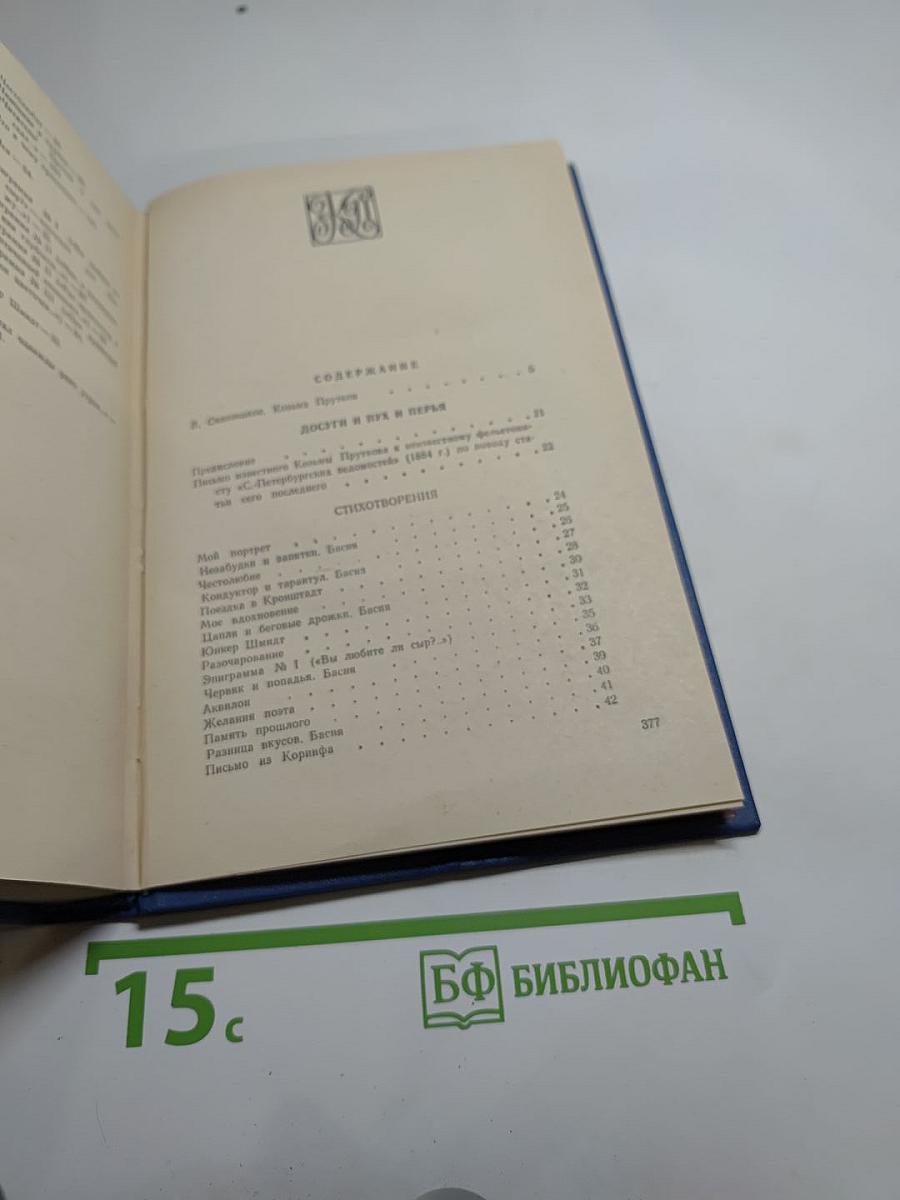 СОДЕРЖАНИЕ
В. Сквозников. Козьма Прутков 5
ДОСУГИ И ПУХ И ПЕРЬЯ
Предисловие 21
Письмо известного Козьмы Пруткова к неизвестному фельетони-
сту «С.-Петербургских ведомостей» (1854 г.) по поводу ста-
тьи сего последнего 22
СТИХОТВОРЕНИЯ
Мой портрет 24
Незабудки и запятки. Басня 25
Честолюбие 26
Кондуктор и тарантул. Басня 27
Поездка в Кронштадт 28
Мое вдохновение 30
Цапля и беговые дрожки. Басня 31
Юнкер Шмидт 32
Разочарование 33
Эпиграмма № I («Вы любите ли сыр?..») 35
Червяк и попадья. Басня 36
Аквилон 37
Желания поэта 39
Память прошлого 40
Разница вкусов. Басня 41
Письмо из Коринфа 42
377
15 с
БФ БИБЛИОФАН